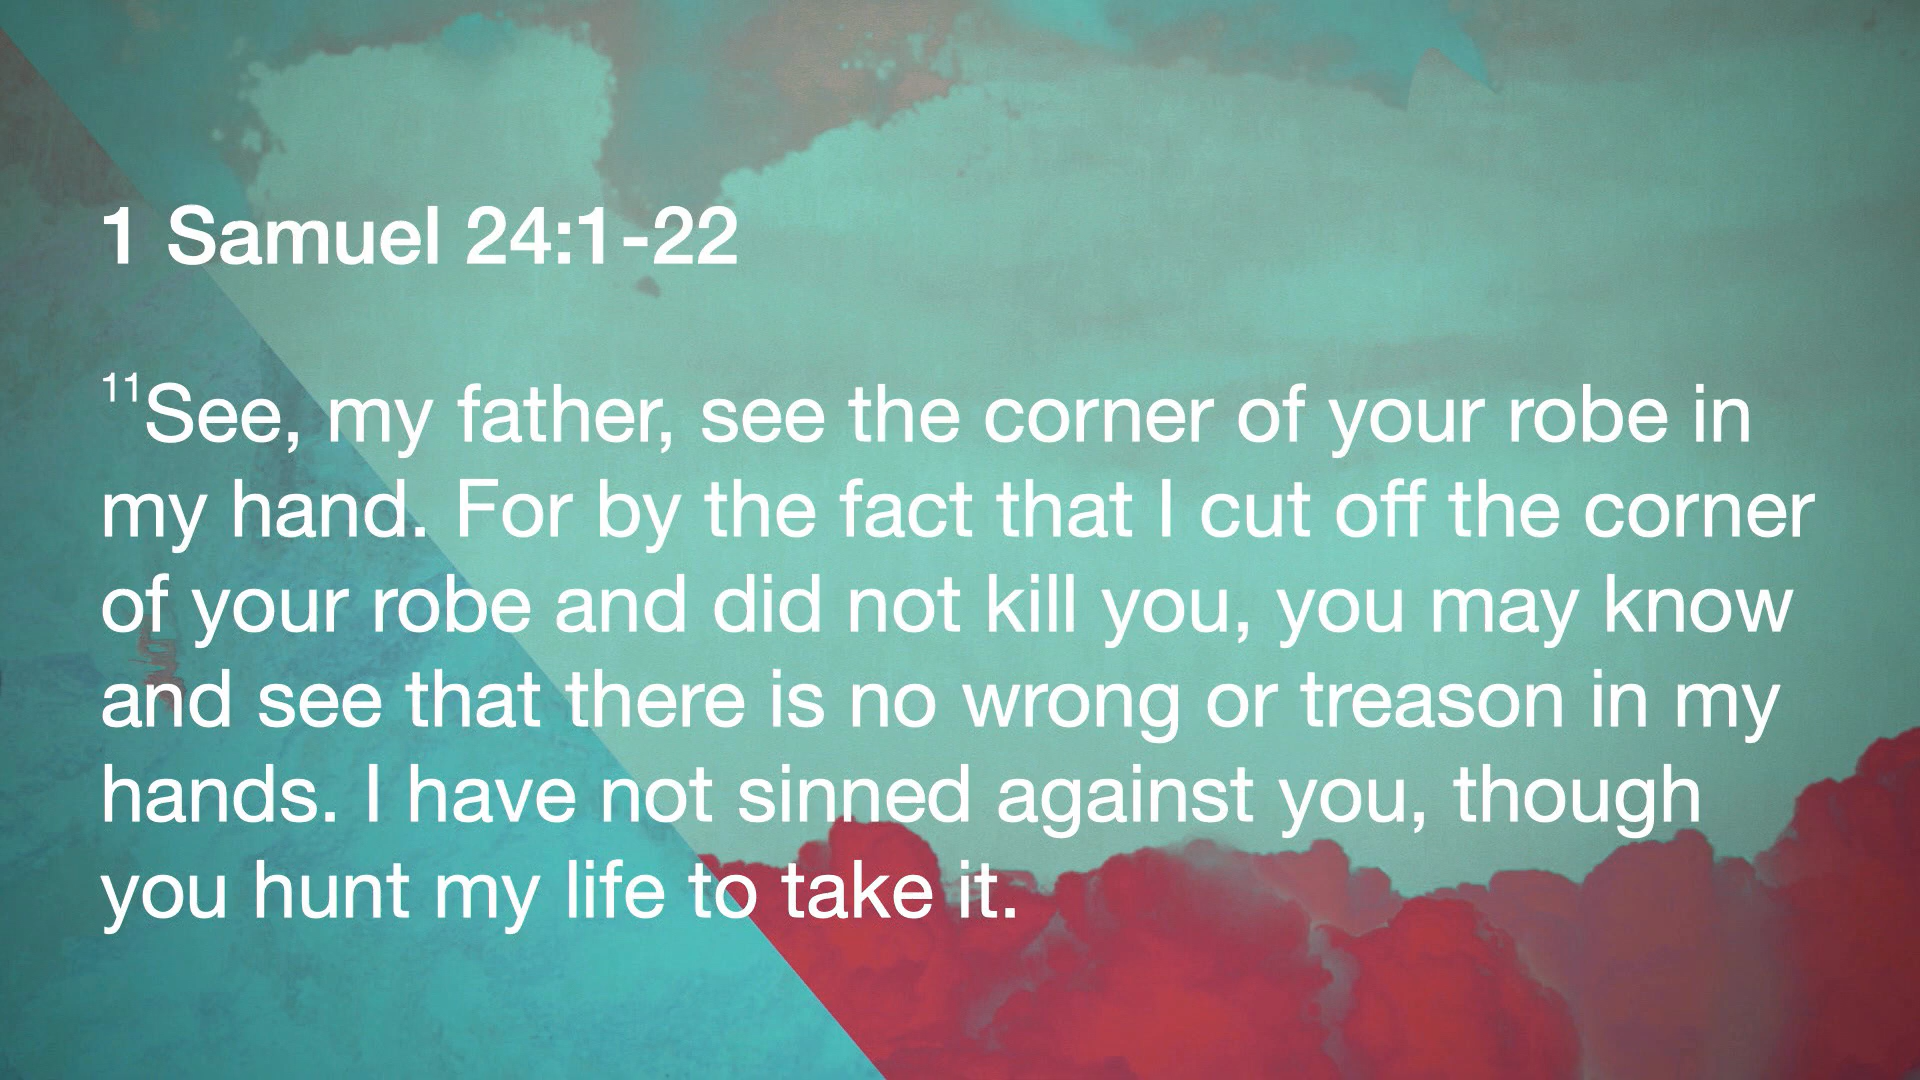 1 Samuel 24:1-22
11See, my father, see the corner of your robe in
my hand. For by the fact that I cut off the corner
of your robe and did not kill you, you may know
and see that there is no wrong or treason in my
hands. I have not sinned against you, though
you hunt my life to take it.